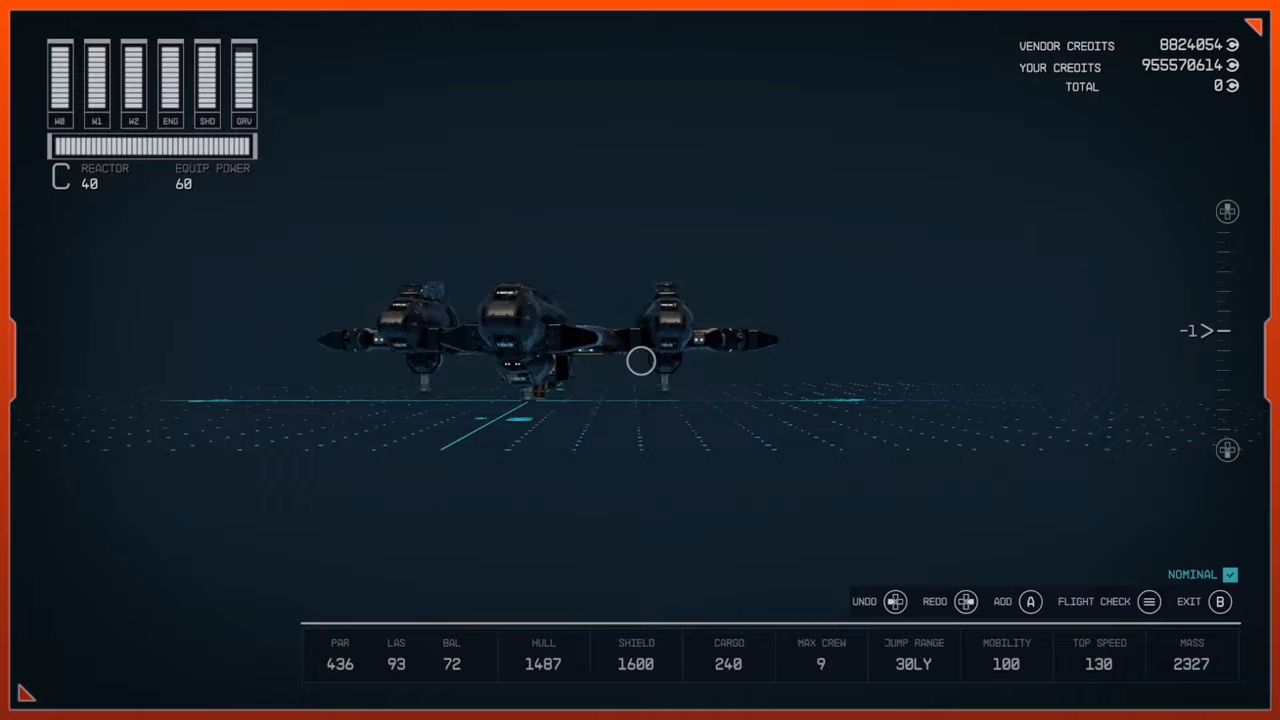 VENDOR CREDITS 8824054
YOUR CREDITS 955570614
TOTAL 0
W0 W1 W2 ENG SHD GRV
C REACTOR EQUIP POWER
40 60
-1>
NOMINAL
UNDO REDO ADD A FLIGHT CHECK EXIT B
PAR LAS BAL HULL SHIELD CARGO MAX CREW JUMP RANGE MOBILITY TOP SPEED MASS
436 93 72 1487 1600 240 9 30LY 100 130 2327